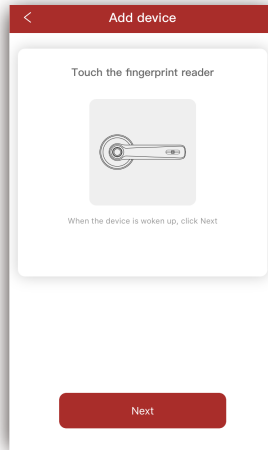 Add device
Touch the fingerprint reader
When the device is woken up, click Next
Next